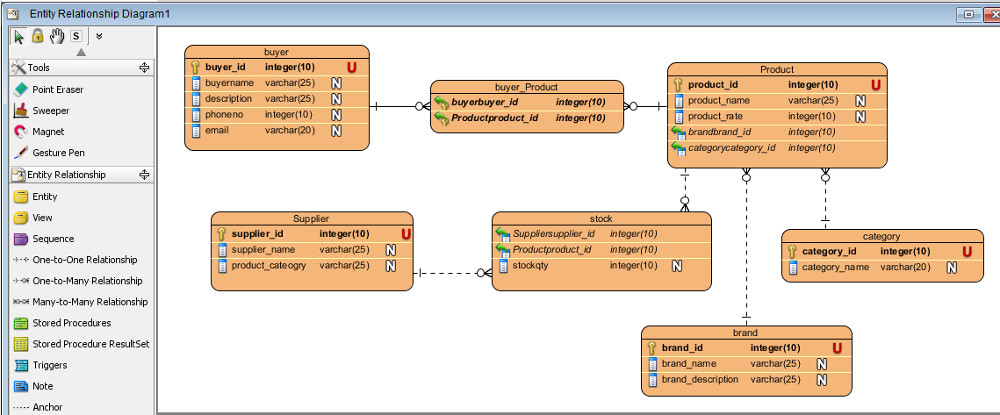 Entity Relationship Diagram1
S
Tools
Point Eraser
Sweeper
Magnet
Gesture Pen
Entity Relationship
Entity
View
Sequence
One-to-One Relationship
One-to-Many Relationship
Many-to-Many Relationship
Stored Procedures
Stored Procedure ResultSet
Triggers
Note
Anchor
buyer
buyer_id integer(10) U
buyername varchar(25) N
description varchar(25) N
phoneno integer(10) N
email varchar(20) N
buyer_Product
buyerbuyer_id integer(10)
Productproduct_id integer(10)
Product
product_id integer(10) U
product_name varchar(25) N
product_rate integer(10) N
brandbrand_id integer(10)
categorycategory_id integer(10)
Supplier
supplier_id integer(10) U
supplier_name varchar(25) N
product_cateogry varchar(25) N
stock
Suppliersupplier_id integer(10)
Productproduct_id integer(10)
stockqty integer(10) N
category
category_id integer(10) U
category_name varchar(20) N
brand
brand_id integer(10) U
brand_name varchar(25) N
brand_description varchar(25) N